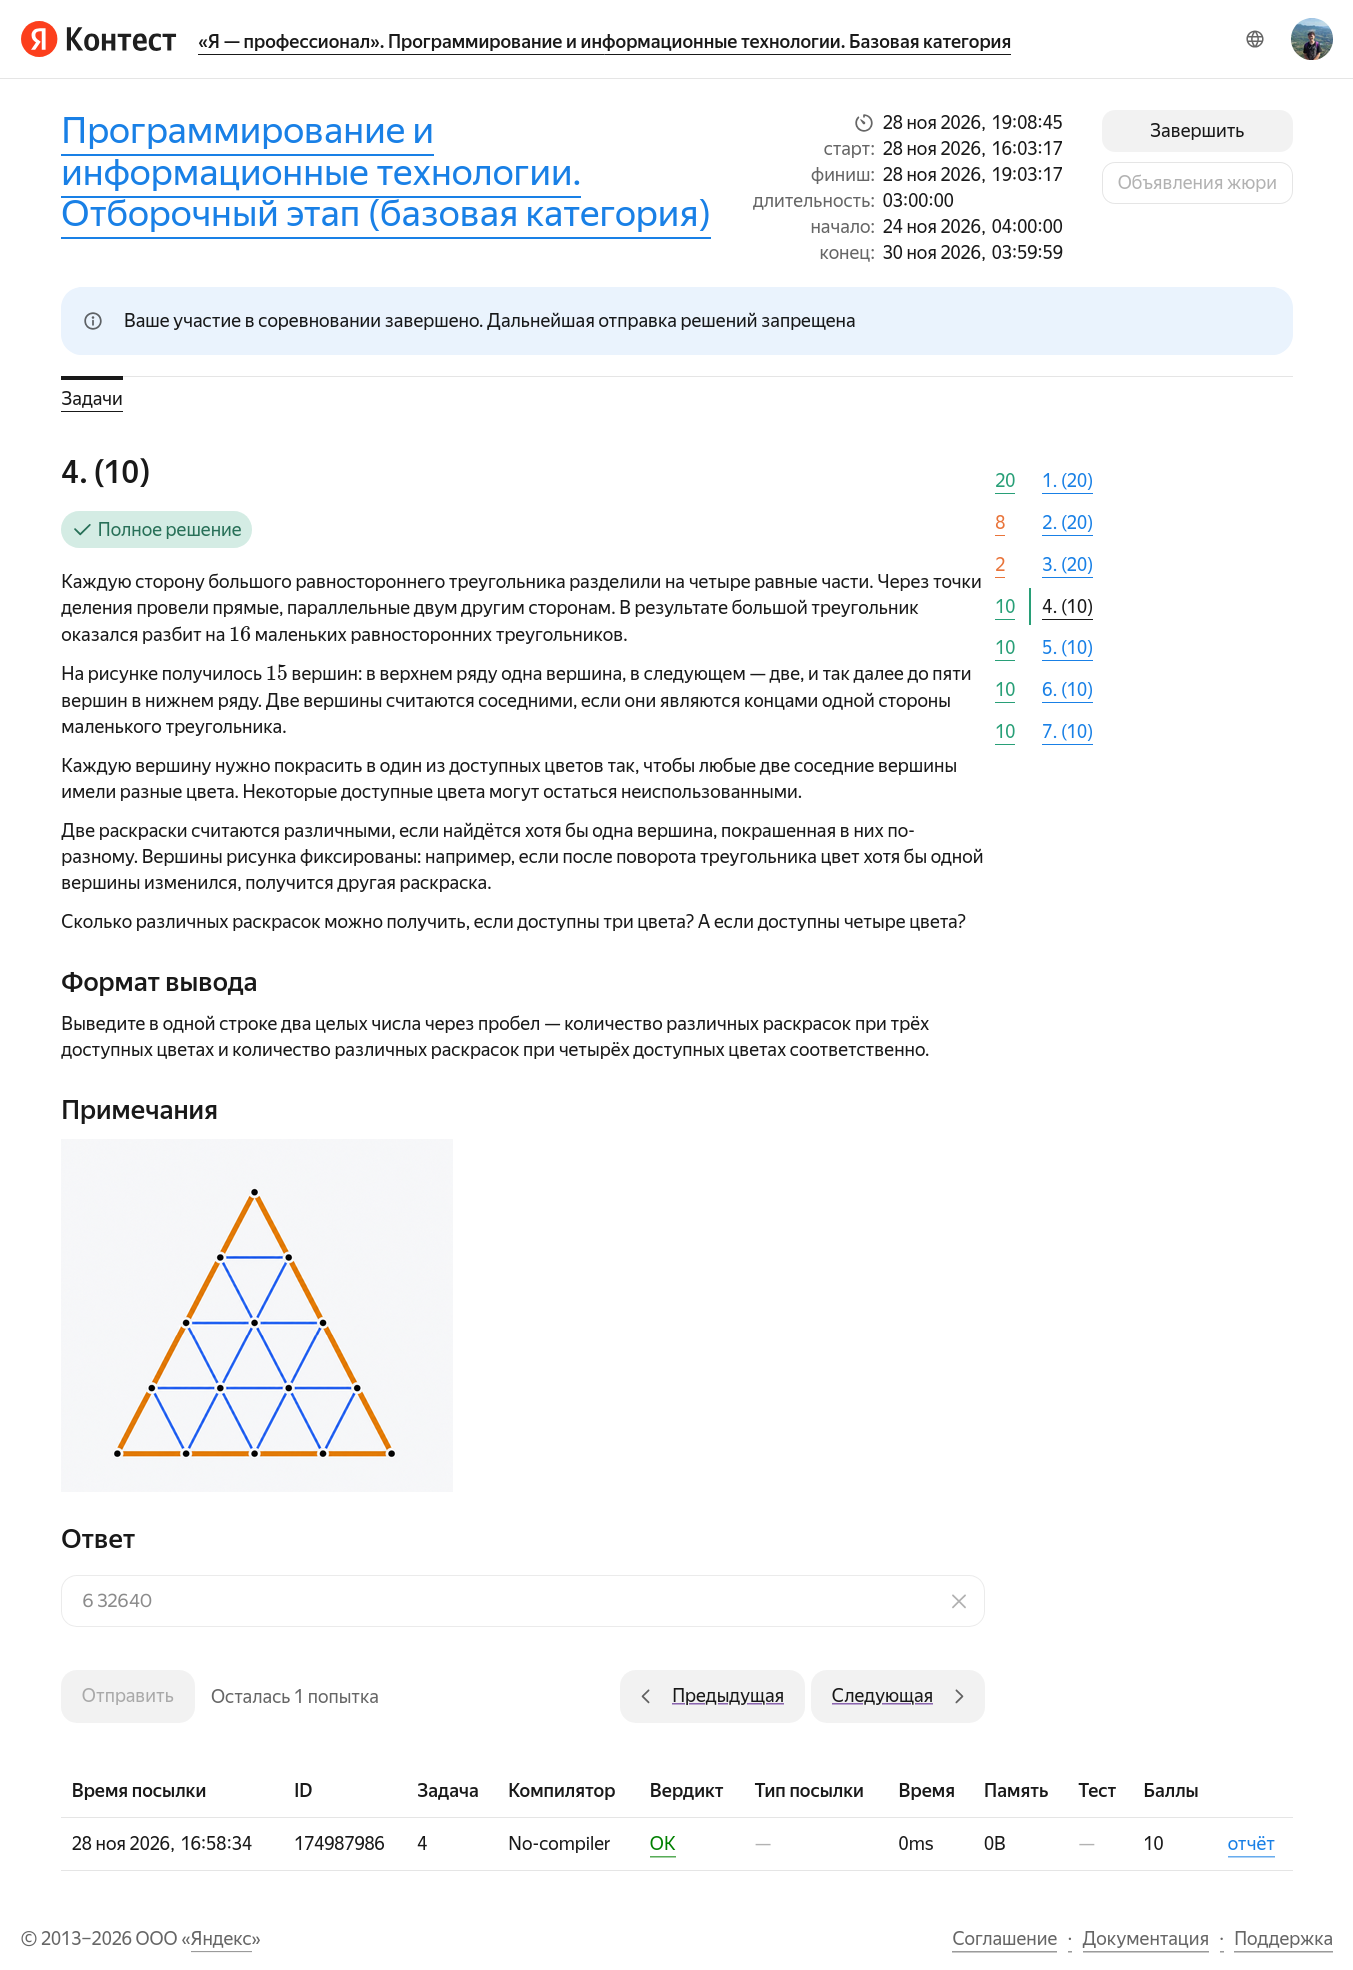 Контест
«Я — профессионал». Программирование и информационные технологии. Базовая категория
Программирование и
информационные технологии.
Отборочный этап (базовая категория)
28 ноя 2026, 19:08:45
старт: 28 ноя 2026, 16:03:17
финиш: 28 ноя 2026, 19:03:17
длительность: 03:00:00
начало: 24 ноя 2026, 04:00:00
конец: 30 ноя 2026, 03:59:59
Завершить
Объявления жюри
Ваше участие в соревновании завершено. Дальнейшая отправка решений запрещена
Задачи
4. (10)
Полное решение
Каждую сторону большого равностороннего треугольника разделили на четыре равные части. Через точки
деления провели прямые, параллельные двум другим сторонам. В результате большой треугольник
оказался разбит на 16 маленьких равносторонних треугольников.
На рисунке получилось 15 вершин: в верхнем ряду одна вершина, в следующем — две, и так далее до пяти
вершин в нижнем ряду. Две вершины считаются соседними, если они являются концами одной стороны
маленького треугольника.
Каждую вершину нужно покрасить в один из доступных цветов так, чтобы любые две соседние вершины
имели разные цвета. Некоторые доступные цвета могут остаться неиспользованными.
Две раскраски считаются различными, если найдётся хотя бы одна вершина, покрашенная в них по-
разному. Вершины рисунка фиксированы: например, если после поворота треугольника цвет хотя бы одной
вершины изменился, получится другая раскраска.
Сколько различных раскрасок можно получить, если доступны три цвета? А если доступны четыре цвета?
Формат вывода
Выведите в одной строке два целых числа через пробел — количество различных раскрасок при трёх
доступных цветах и количество различных раскрасок при четырёх доступных цветах соответственно.
Примечания
Ответ
6 32640
Отправить
Осталась 1 попытка
Предыдущая
Следующая
20 1. (20)
8 2. (20)
2 3. (20)
10 4. (10)
10 5. (10)
10 6. (10)
10 7. (10)
Время посылки ID Задача Компилятор Вердикт Тип посылки Время Память Тест Баллы
28 ноя 2026, 16:58:34 174987986 4 No-compiler OK — 0ms 0B — 10 отчёт
© 2013–2026 ООО «Яндекс»
Соглашение · Документация · Поддержка